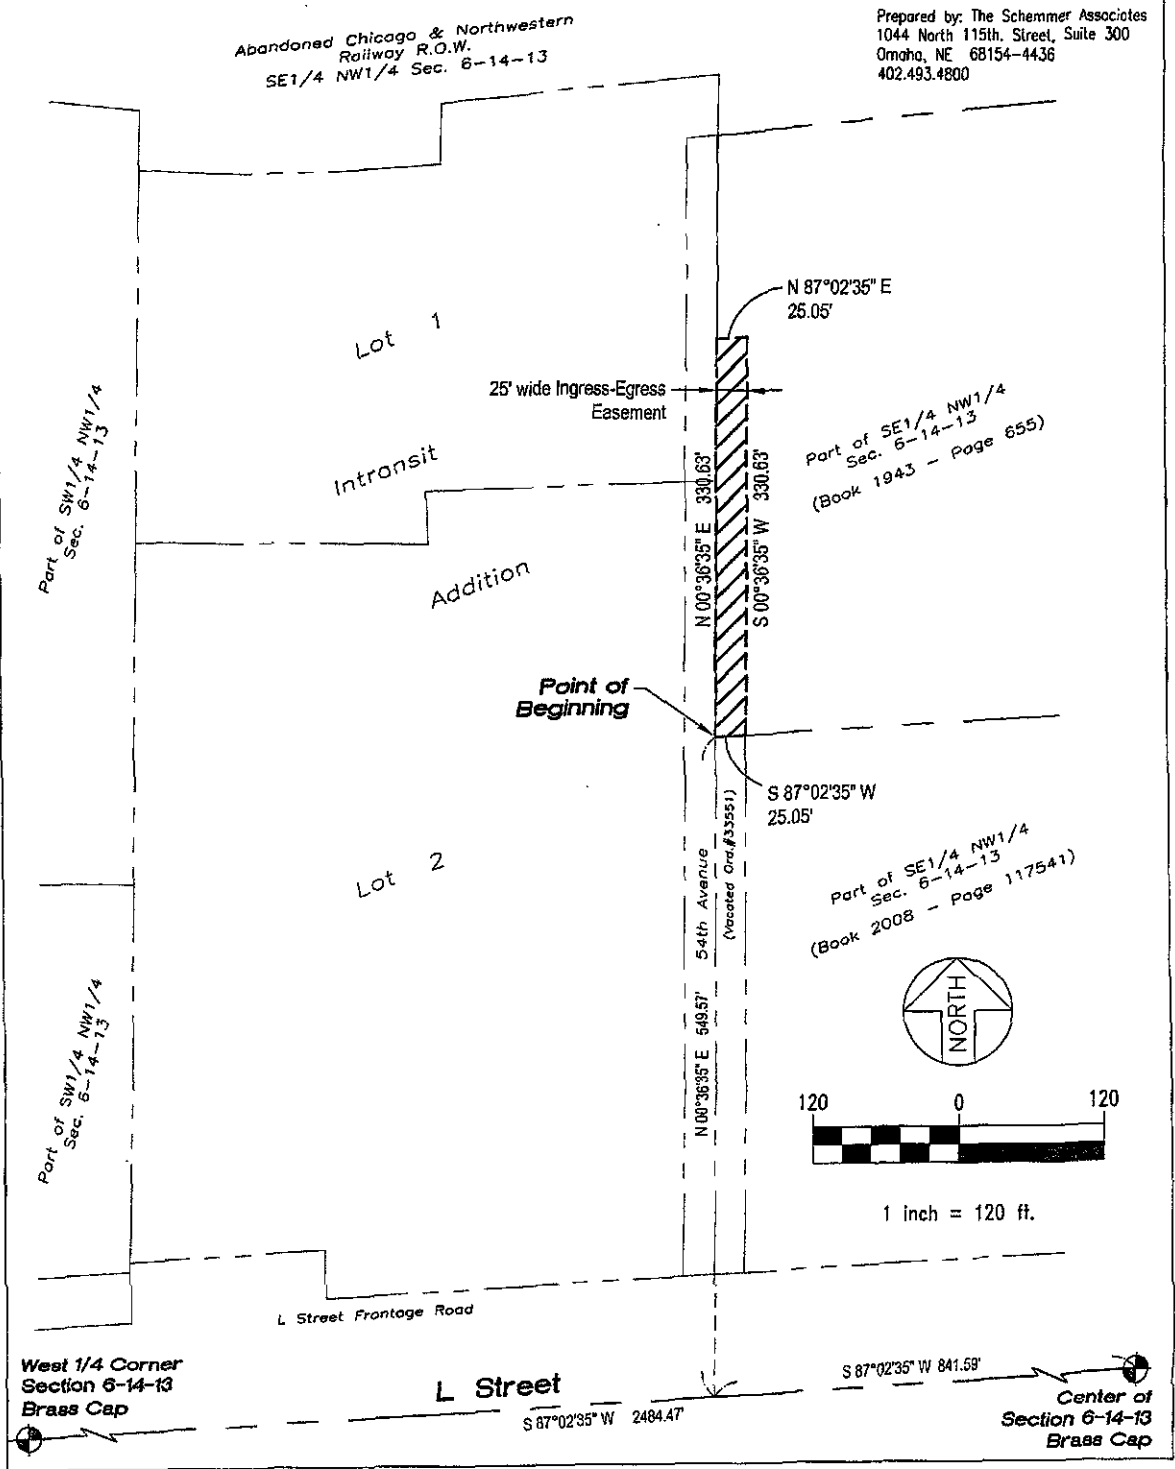 Abandoned Chicago & Northwestern
Railway R.O.W.
SE1/4 NW1/4 Sec. 6-14-13
Prepared by: The Schemmer Associates
1044 North 115th. Street, Suite 300
Omaha, NE 68154-4436
402.493.4800
N 87°02'35" E
25.05'
Lot 1
25' wide Ingress-Egress
Easement
Part of SW1/4 NW1/4
Sec. 6-14-13
Intransit
N 00°36'35" E 330.63'
S 00°36'35" W 330.63'
Part of SE1/4 NW1/4
Sec. 6-14-13
(Book 1943 - Page 655)
Addition
Point of
Beginning
S 87°02'35" W
25.05'
Lot 2
54th Avenue
(Vacated Ord.#33551)
Part of SE1/4 NW1/4
Sec. 6-14-13
(Book 2008 - Page 117541)
N 00°36'35" E 549.57'
Part of SW1/4 NW1/4
Sec. 6-14-13
NORTH
120 0 120
1 inch = 120 ft.
L Street Frontage Road
West 1/4 Corner
Section 6-14-13
Brass Cap
L Street
S 87°02'35" W 2484.47'
S 87°02'35" W 841.59'
Center of
Section 6-14-13
Brass Cap